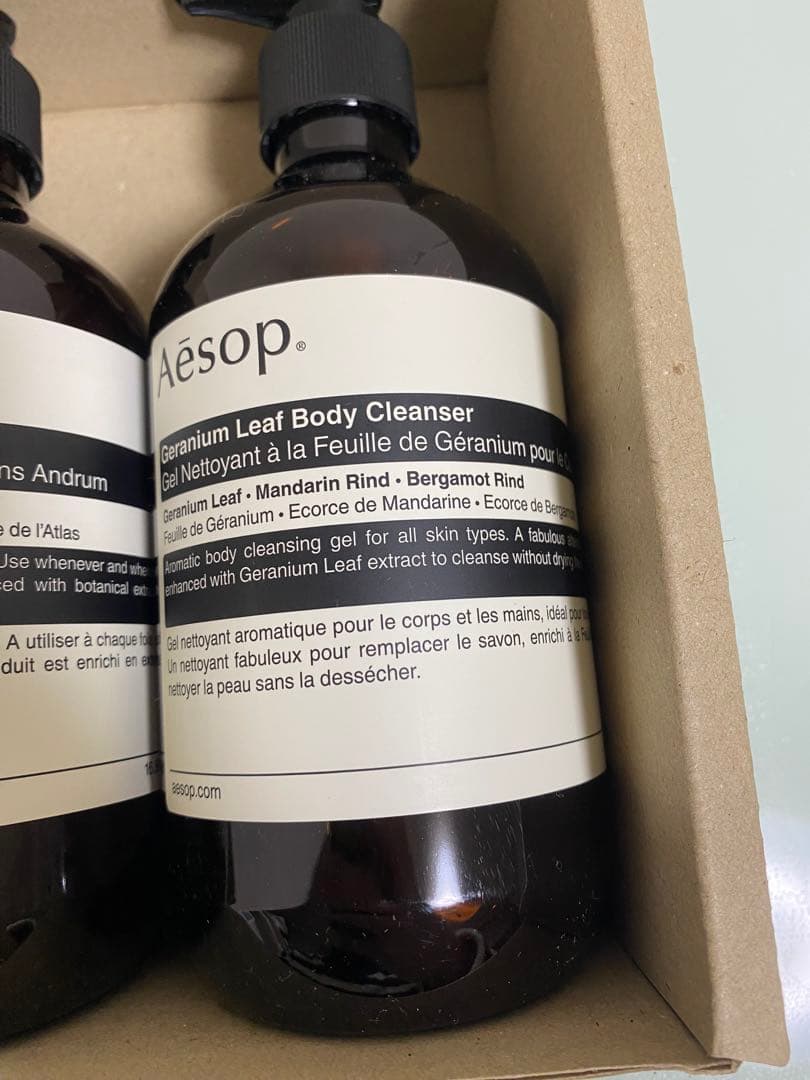 ns Andrum
e de l'Atlas
Use whenever and
ced with botanical
A utiliser à chaque
duit est enrichi en
Aēsop®
Geranium Leaf Body Cleanser
Gel Nettoyant à la Feuille de Géranium pour le
Geranium Leaf • Mandarin Rind • Bergamot Rind
Feuille de Géranium • Ecorce de Mandarine • Ecorce de
Aromatic body cleansing gel for all skin types. A fabulous
enhanced with Geranium Leaf extract to cleanse without drying
Gel nettoyant aromatique pour le corps et les mains, idéal pour
Un nettoyant fabuleux pour remplacer le savon, enrichi à la
nettoyer la peau sans la dessécher.
aesop.com